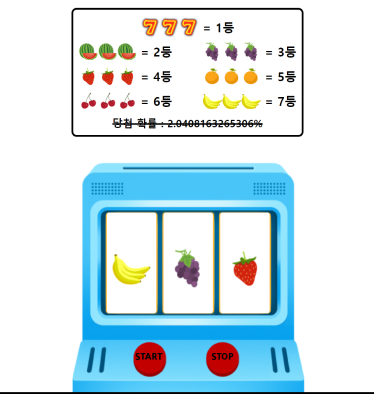 777 = 1등
= 2등 = 3등
= 4등 = 5등
= 6등 = 7등
당첨 확률 : 2.0408163265306%
START STOP